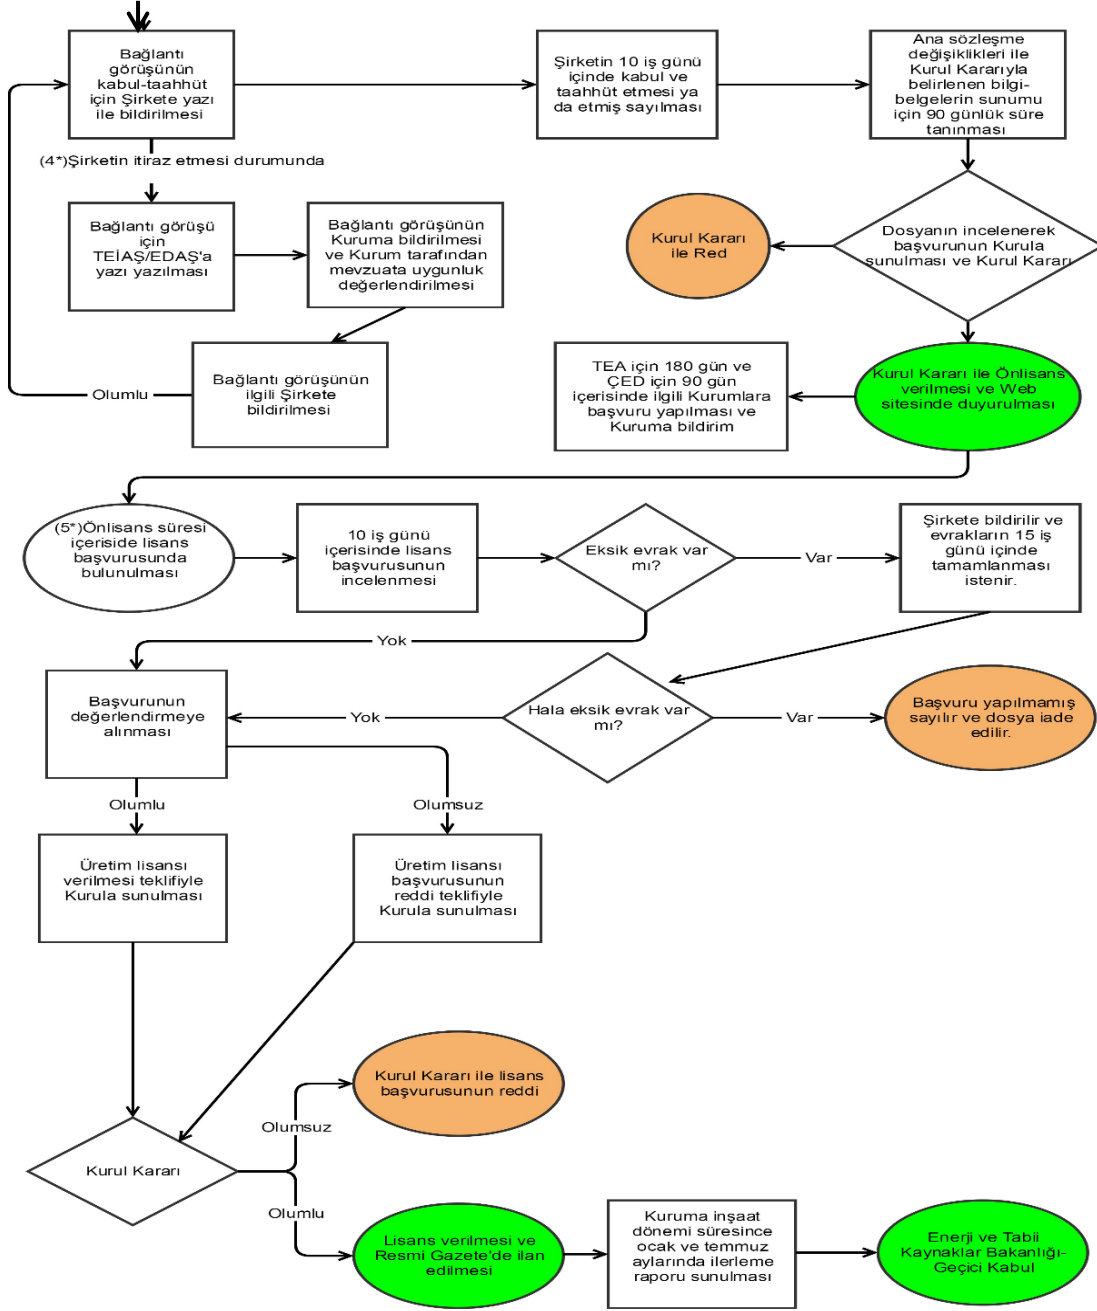 Bağlantı
görüşünün
kabul-taahhüt
için Şirkete yazı
ile bildirilmesi
Şirketin 10 iş günü
içinde kabul ve
taahhüt etmesi ya
da etmiş sayılması
Ana sözleşme
değişiklikleri ile
Kurul Kararıyla
belirlenen bilgi-
belgelerin sunumu
için 90 günlük süre
tanınması
(4*)Şirketin itiraz etmesi durumunda
Bağlantı görüşü
için
TEİAŞ/EDAŞ'a
yazı yazılması
Bağlantı görüşünün
Kuruma bildirilmesi
ve Kurum tarafından
mevzuata uygunluk
değerlendirilmesi
Kurul Kararı
ile Red
Dosyanın incelenerek
başvurunun Kurula
sunulması ve Kurul Kararı
Olumlu
Bağlantı görüşünün
ilgili Şirkete
bildirilmesi
TEA için 180 gün ve
ÇED için 90 gün
içerisinde ilgili Kurumlara
başvuru yapılması ve
Kuruma bildirim
Kurul Kararı ile Önlisans
verilmesi ve Web
sitesinde duyurulması
(5*)Önlisans süresi
içeriside lisans
başvurusunda
bulunulması
10 iş günü
içerisinde lisans
başvurusunun
incelenmesi
Eksik evrak var
mı?
Var
Şirkete bildirilir ve
evrakların 15 iş
günü içinde
tamamlanması
istenir.
Yok
Başvurunun
değerlendirmeye
alınması
Yok
Hala eksik evrak var
mı?
Var
Başvuru yapılmamış
sayılır ve dosya iade
edilir.
Olumlu
Olumsuz
Üretim lisansı
verilmesi teklifiyle
Kurula sunulması
Üretim lisansı
başvurusunun
reddi teklifiyle
Kurula sunulması
Kurul Kararı ile lisans
başvurusunun reddi
Olumsuz
Kurul Kararı
Olumlu
Lisans verilmesi ve
Resmi Gazete'de ilan
edilmesi
Kuruma inşaat
dönemi süresince
ocak ve temmuz
aylarında ilerleme
raporu sunulması
Enerji ve Tabii
Kaynaklar Bakanlığı-
Geçici Kabul